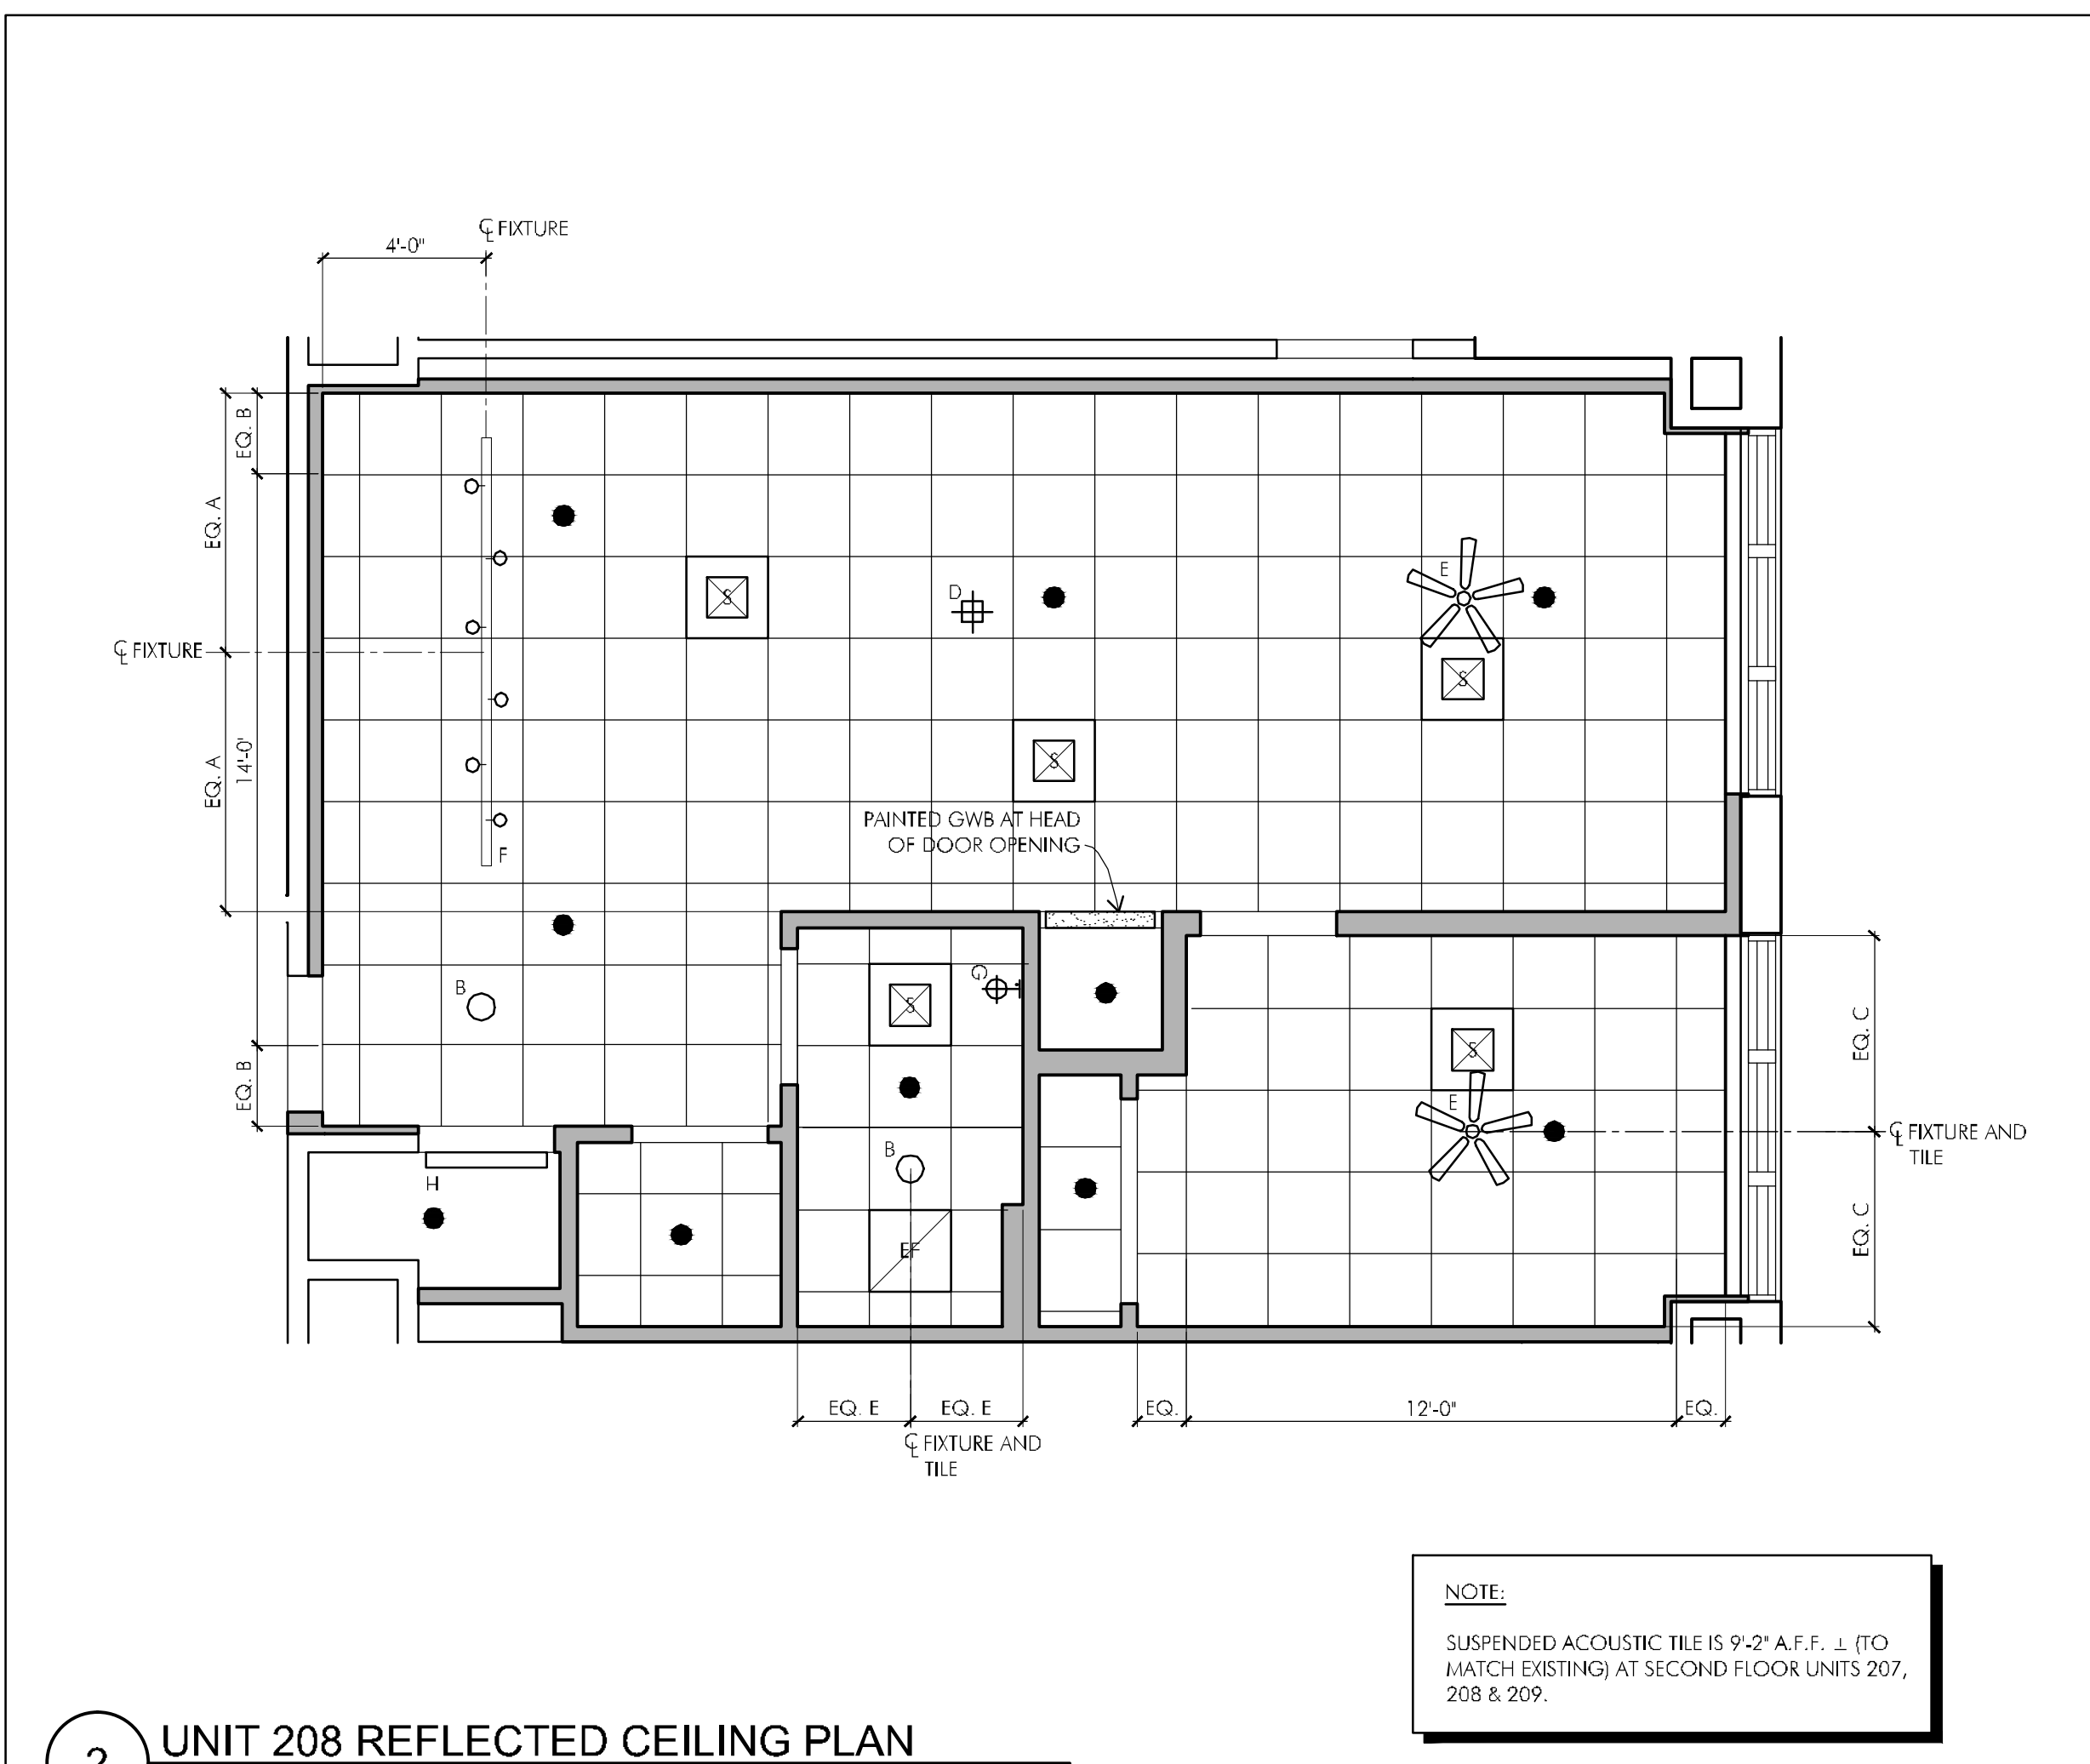 ℄ FIXTURE
4'-0"
EQ. B
EQ. A
S
D
E
℄ FIXTURE
S
14'-0'
EQ. A
S
PAINTED GWB AT HEAD
OF DOOR OPENING
F
G
B
S
S
EQ. C
EQ. B
E
℄ FIXTURE AND
TILE
B
H
EF
EQ. C
EQ. E
EQ. E
EQ.
12'-0"
EQ.
℄ FIXTURE AND
TILE
NOTE:
SUSPENDED ACOUSTIC TILE IS 9'-2" A.F.F. ⊥ (TO
MATCH EXISTING) AT SECOND FLOOR UNITS 207,
208 & 209.
2
UNIT 208 REFLECTED CEILING PLAN